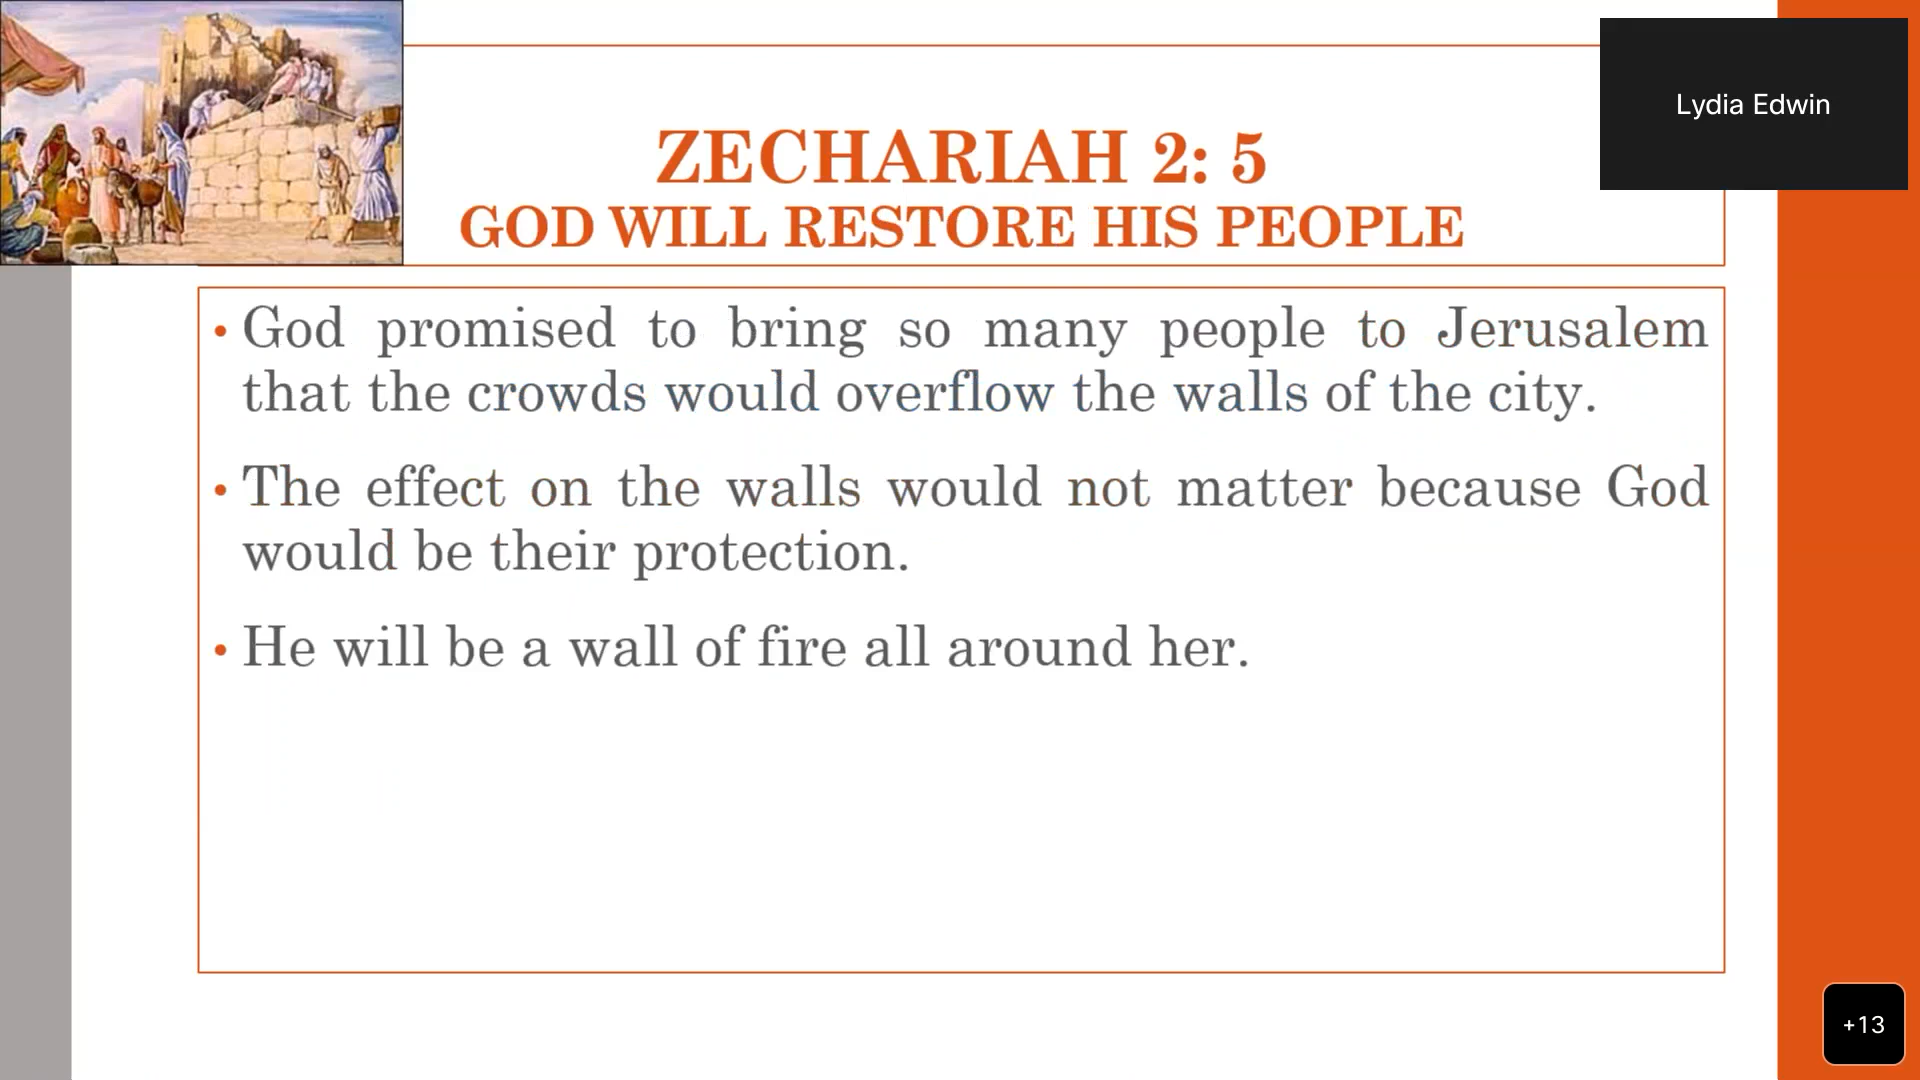 Lydia Edwin
ZECHARIAH 2: 5
GOD WILL RESTORE HIS PEOPLE
• God promised to bring so many people to Jerusalem
that the crowds would overflow the walls of the city.
• The effect on the walls would not matter because God
would be their protection.
• He will be a wall of fire all around her.
+13